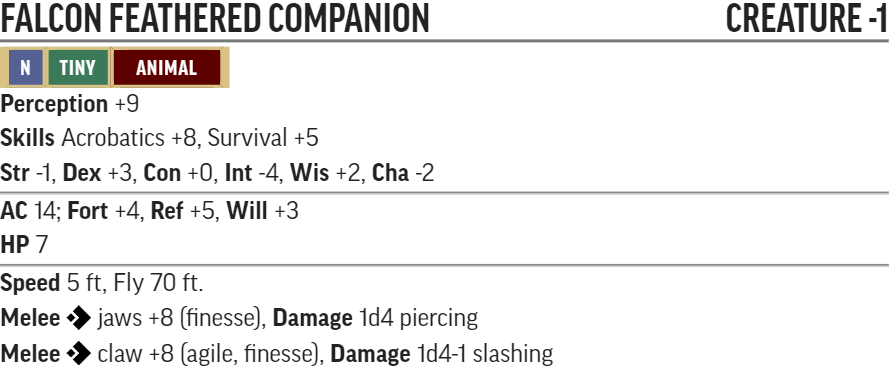 FALCON FEATHERED COMPANION CREATURE -1
N TINY ANIMAL
Perception +9
Skills Acrobatics +8, Survival +5
Str -1, Dex +3, Con +0, Int -4, Wis +2, Cha -2
AC 14; Fort +4, Ref +5, Will +3
HP 7
Speed 5 ft, Fly 70 ft.
Melee jaws +8 (finesse), Damage 1d4 piercing
Melee claw +8 (agile, finesse), Damage 1d4-1 slashing